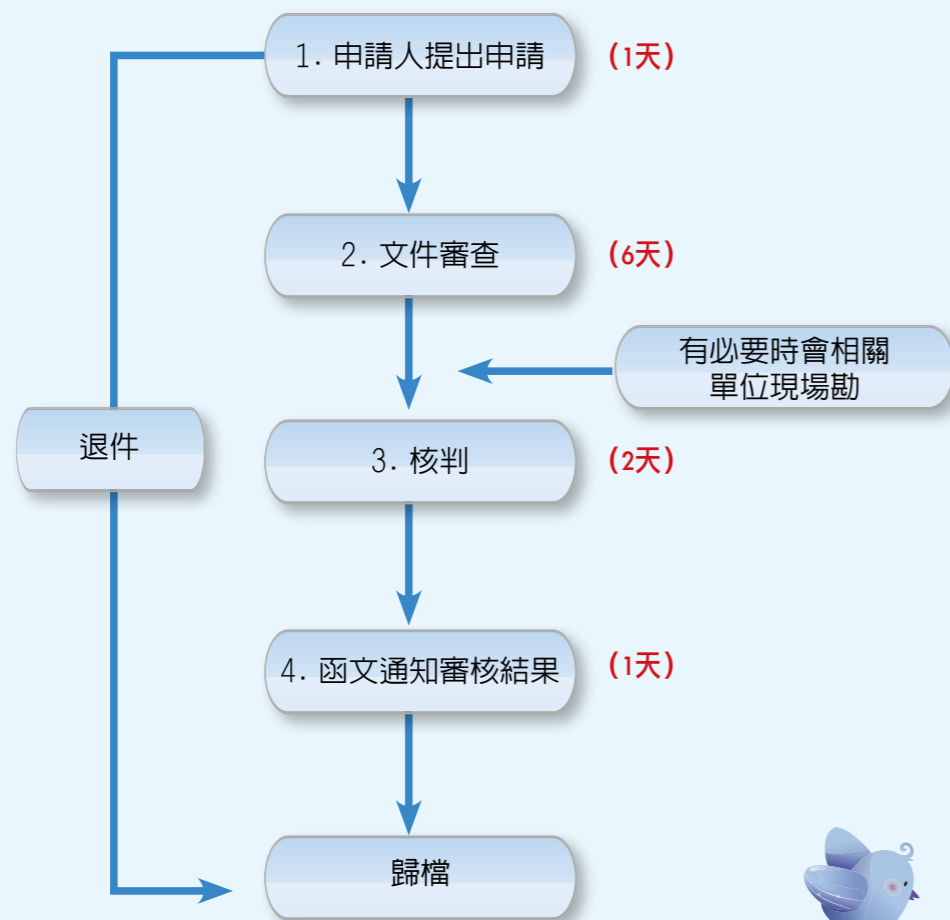 1. 申請人提出申請 (1天)
2. 文件審查 (6天)
有必要時會相關
單位現場勘
退件
3. 核判 (2天)
4. 函文通知審核結果 (1天)
歸檔